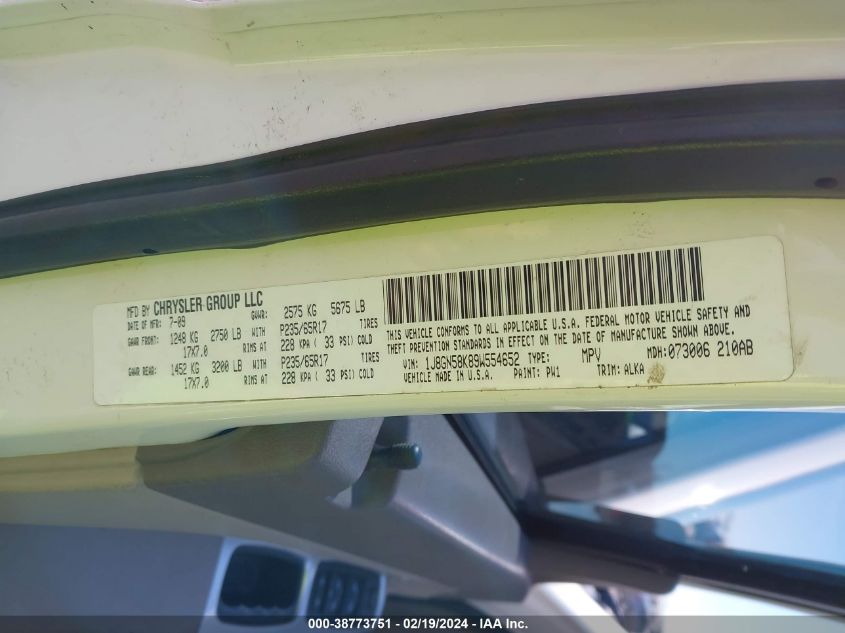 MFD BY CHRYSLER GROUP LLC
DATE OF MFR: 7-09 GVWR: 2575 KG 5675 LB
GAWR FRONT: 1248 KG 2750 LB WITH P235/65R17 TIRES
17X7.0 RIMS AT 228 KPA ( 33 PSI) COLD
GAWR REAR: 1452 KG 3200 LB WITH P235/65R17 TIRES
17X7.0 RIMS AT 228 KPA ( 33 PSI) COLD
THIS VEHICLE CONFORMS TO ALL APPLICABLE U.S.A. FEDERAL MOTOR VEHICLE SAFETY AND
THEFT PREVENTION STANDARDS IN EFFECT ON THE DATE OF MANUFACTURE SHOWN ABOVE.
VIN: 1J8GN58K89W554652 TYPE: MPV MDH: 073006 210AB
VEHICLE MADE IN U.S.A. PAINT: PW1 TRIM: ALKA
000-38773751 - 02/19/2024 - IAA Inc.